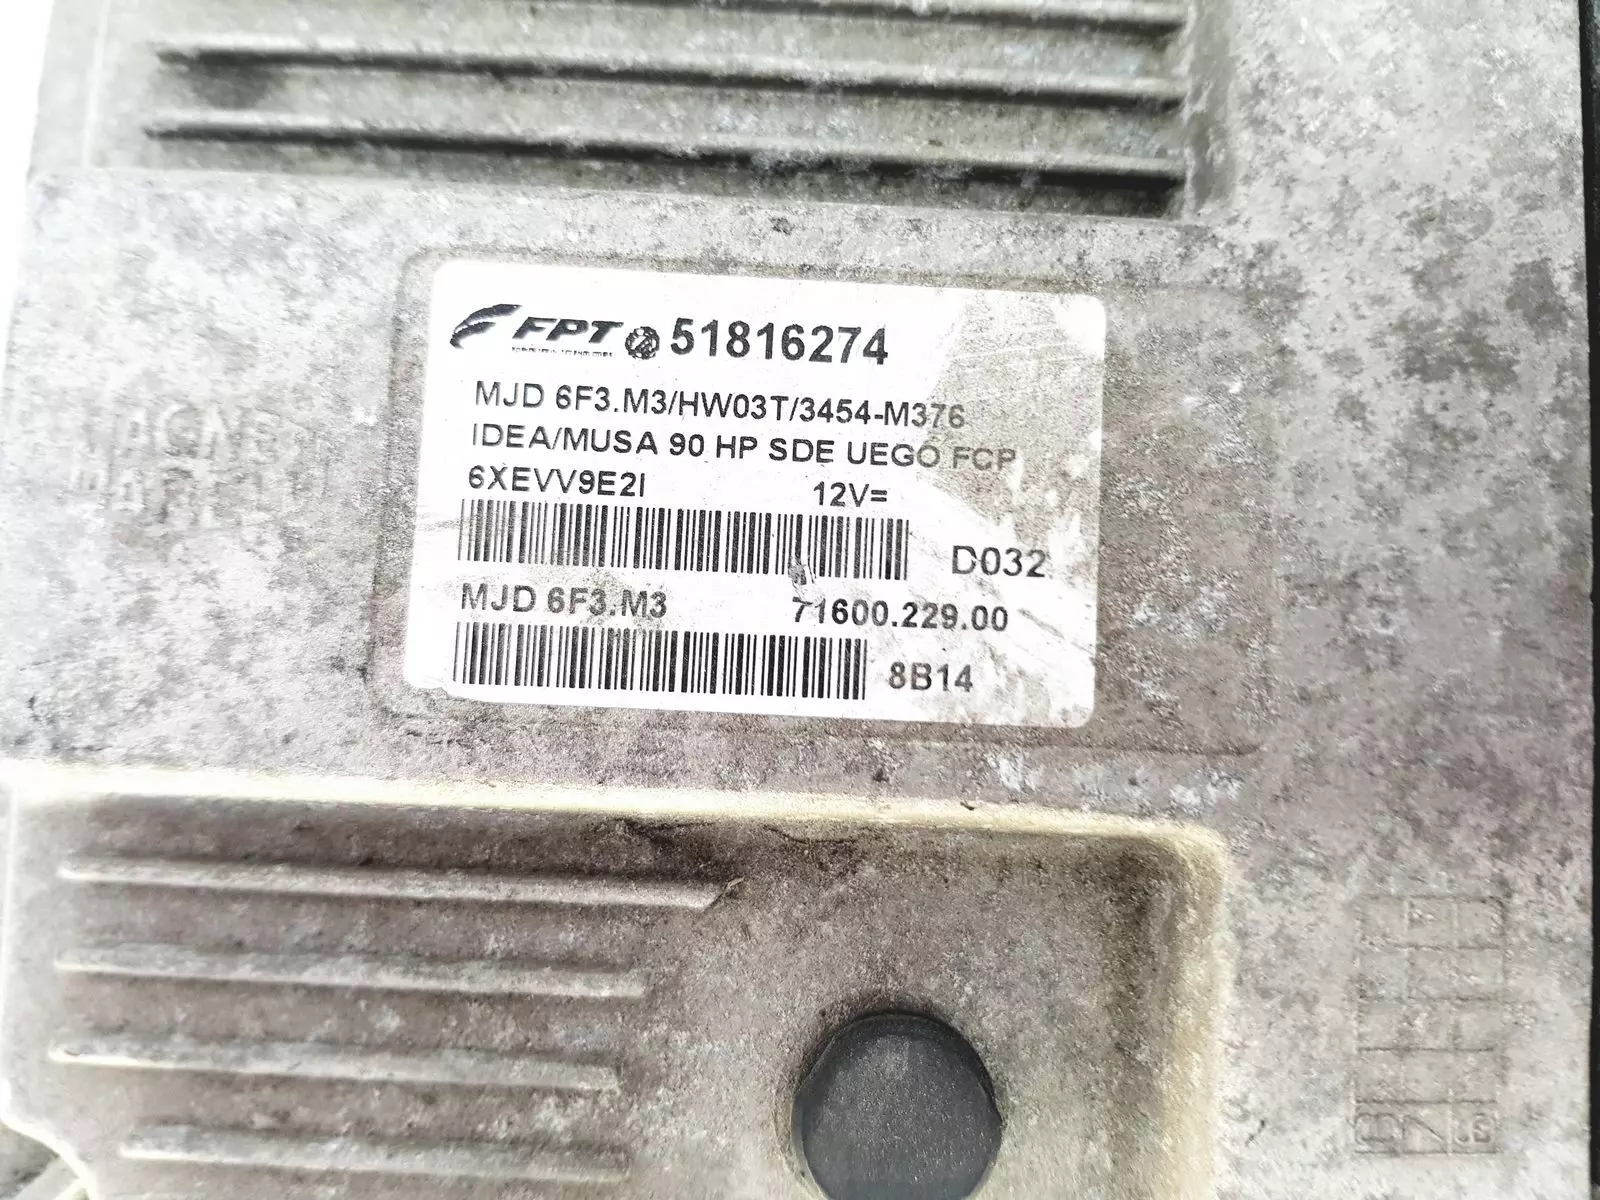 FPT 51816274
MJD 6F3.M3/HW03T/3454-M376
IDEA/MUSA 90 HP SDE UEGO FCP
6XEVV9E2I 12V=
D032
MJD 6F3.M3 71600.229.00
8B14